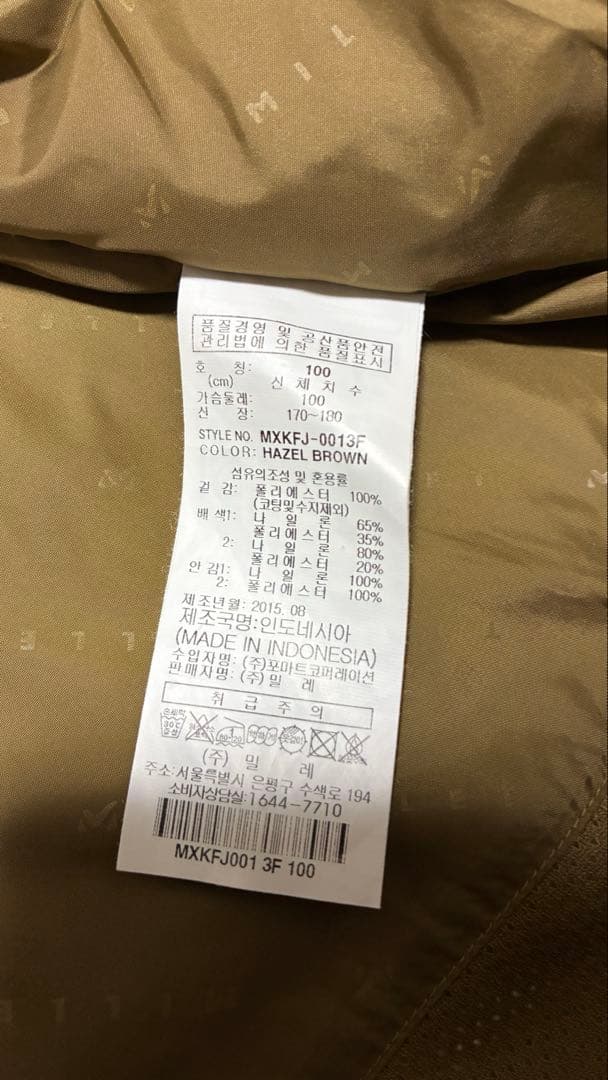 M I L
M
품질경영 및 공산품안전
관리법에의한 품질표시
호 칭: 100
(cm) 신 체 치 수
가슴둘레: 100
신 장: 170~180
STYLE NO. MXKFJ-0013F
COLOR: HAZEL BROWN
섬유의조성 및 혼용률
겉 감: 폴리에스터 100%
(코팅및수지제외)
배 색1: 나 일 론 65%
폴리에스터 35%
2: 나 일 론 80%
폴리에스터 20%
안 감1: 나 일 론 100%
2: 폴리에스터 100%
제조년월: 2015. 08
제조국명:인도네시아
(MADE IN INDONESIA)
수입자명: (주)포마트코퍼레이션
판매자명: (주)밀 레
취 급 주 의
30℃
(주) 밀 레
주소:서울특별시 은평구 수색로 194
소비자상담실:1644-7710
MXKFJ001 3F 100